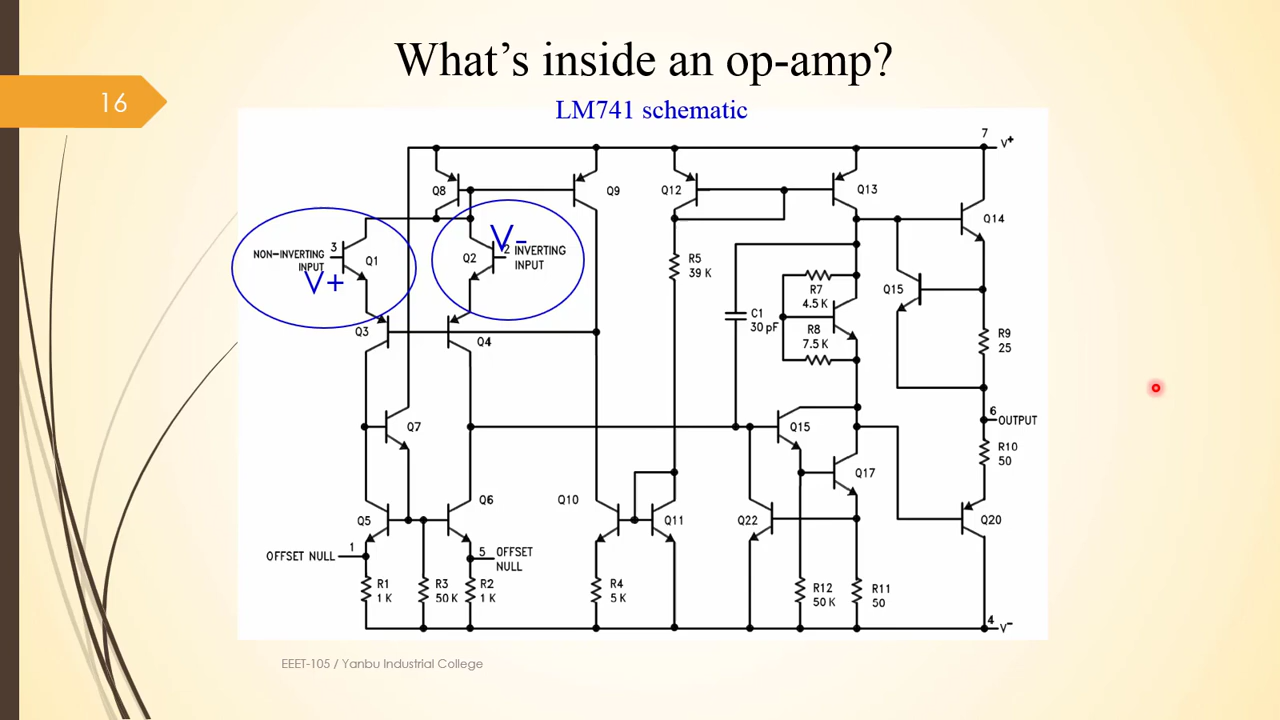 What's inside an op-amp?
16
LM741 schematic
7
V+
Q8
Q9
Q12
Q13
Q14
NON-INVERTING
INPUT
3
V+
Q1
Q2
V-
2
INVERTING
INPUT
R5
39 K
R7
4.5 K
Q15
Q3
Q4
C1
30 pF
R8
7.5 K
R9
25
6
OUTPUT
Q7
Q15
R10
50
Q17
Q5
Q6
Q10
Q11
Q22
Q20
OFFSET NULL
1
5
OFFSET
NULL
R1
1 K
R3
50 K
R2
1 K
R4
5 K
R12
50 K
R11
50
4
V-
EEET-105 / Yanbu Industrial College